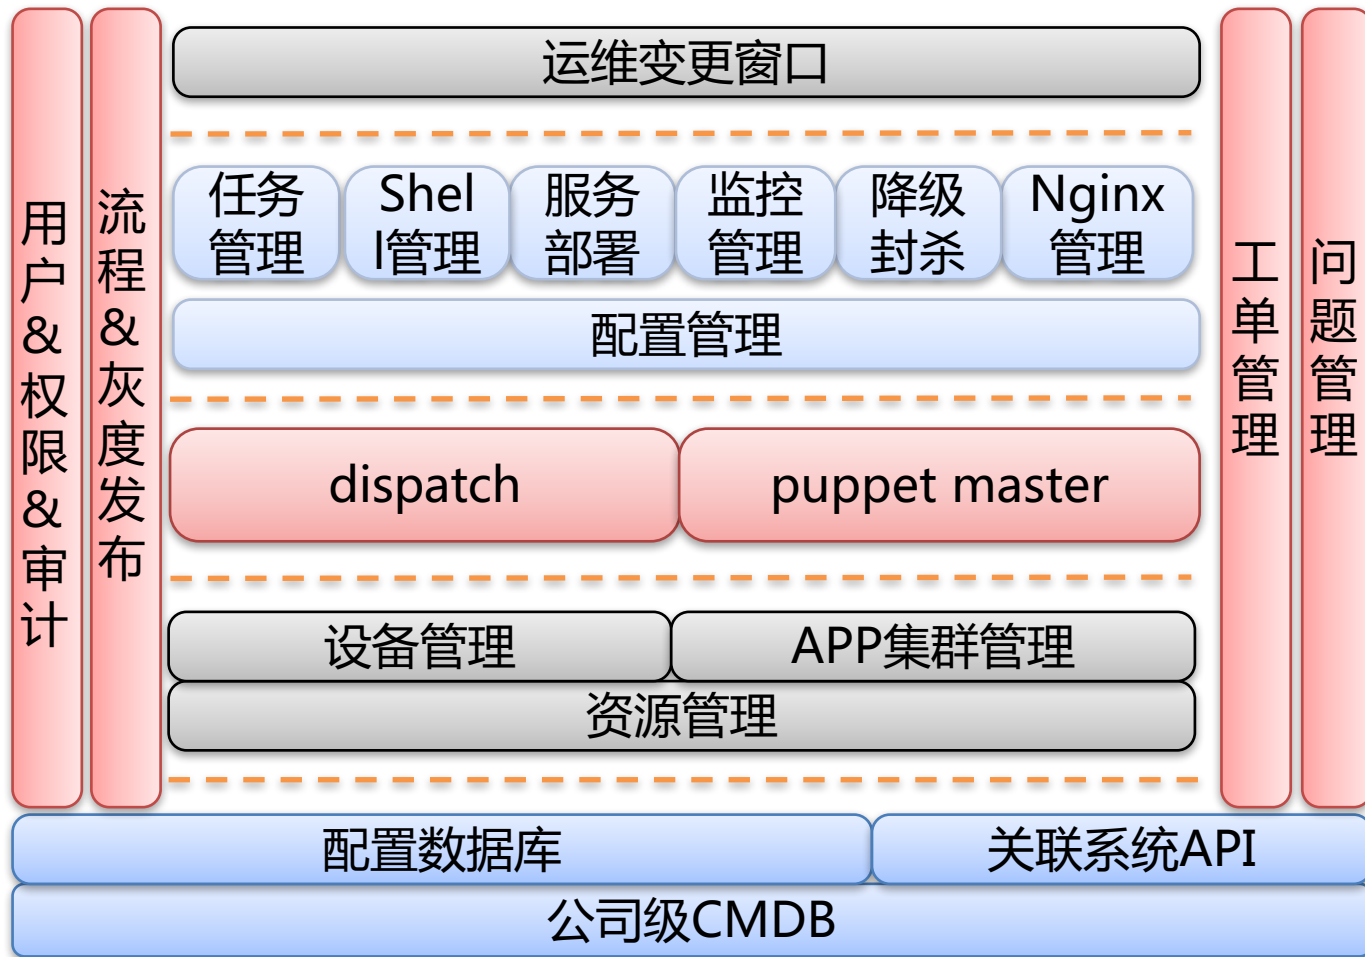 用户&权限&审计
流程&灰度发布
运维变更窗口
任务
管理
Shel
l管理
服务
部署
监控
管理
降级
封杀
Nginx
管理
配置管理
dispatch
puppet master
设备管理
APP集群管理
资源管理
工单管理
问题管理
配置数据库
关联系统API
公司级CMDB